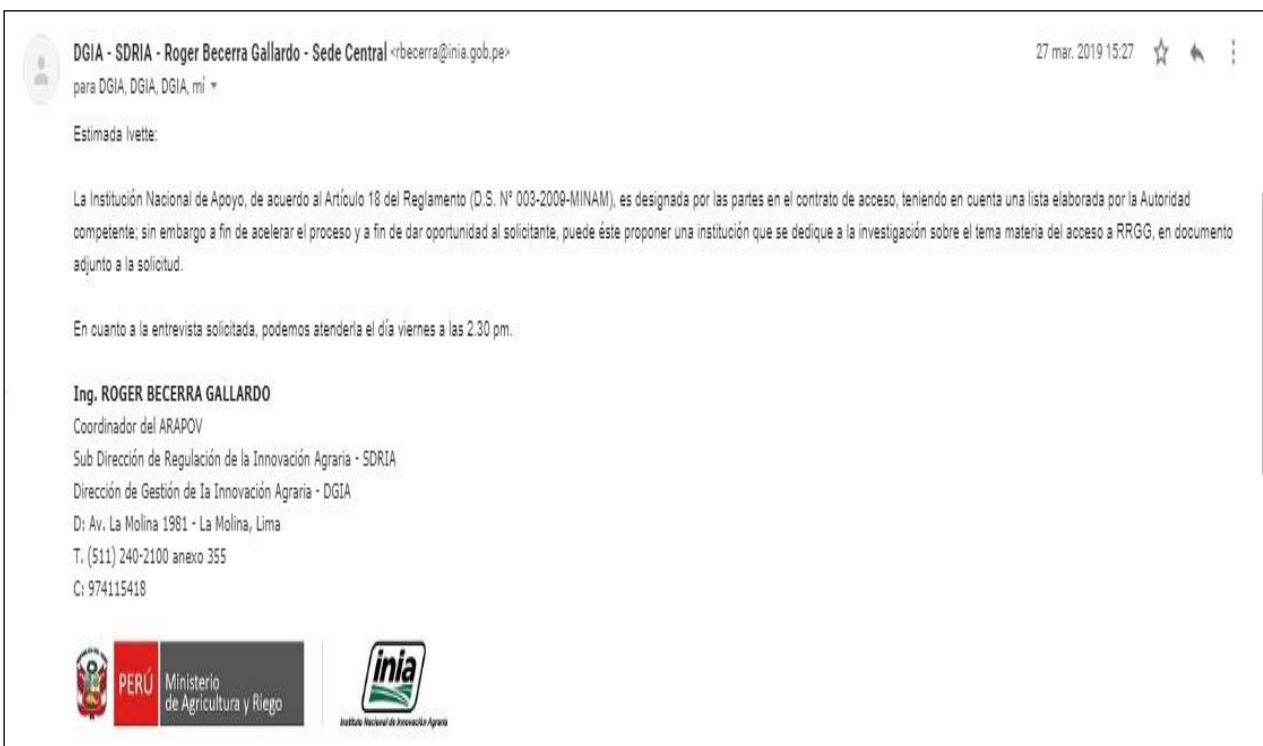 DGIA - SDRIA - Roger Becerra Gallardo - Sede Central <rbecerra@inia.gob.pe>
27 mar. 2019 15:27
para DGIA, DGIA, DGIA, mí
Estimada Ivette:
La Institución Nacional de Apoyo, de acuerdo al Artículo 18 del Reglamento (D.S. N° 003-2009-MINAM), es designada por las partes en el contrato de acceso, teniendo en cuenta una lista elaborada por la Autoridad
competente; sin embargo a fin de acelerar el proceso y a fin de dar oportunidad al solicitante, puede éste proponer una institución que se dedique a la investigación sobre el tema materia del acceso a RRGG, en documento
adjunto a la solicitud.
En cuanto a la entrevista solicitada, podemos atenderla el día viernes a las 2.30 pm.
Ing. ROGER BECERRA GALLARDO
Coordinador del ARAPOV
Sub Dirección de Regulación de la Innovación Agraria - SDRIA
Dirección de Gestión de la Innovación Agraria - DGIA
D: Av. La Molina 1981 - La Molina, Lima
T. (511) 240-2100 anexo 355
C: 974115418
PERÚ
Ministerio
de Agricultura y Riego
inia
Instituto Nacional de Innovación Agraria